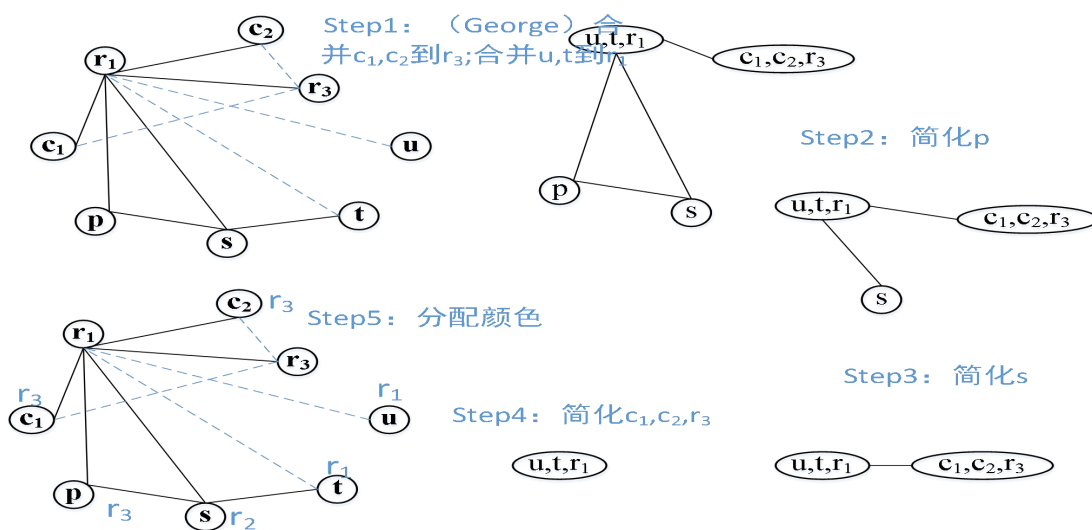 Step1：（George）合
并c₁,c₂到r₃;合并u,t到r₁
c₂
r₁
r₃
c₁
u
p
t
s
u,t,r₁
c₁,c₂,r₃
p
s
Step2：简化p
u,t,r₁
c₁,c₂,r₃
s
Step3：简化s
u,t,r₁
c₁,c₂,r₃
Step4：简化c₁,c₂,r₃
u,t,r₁
Step5：分配颜色
c₂
r₃
r₁
r₃
r₃
c₁
r₁
u
r₁
t
p
r₃
s
r₂